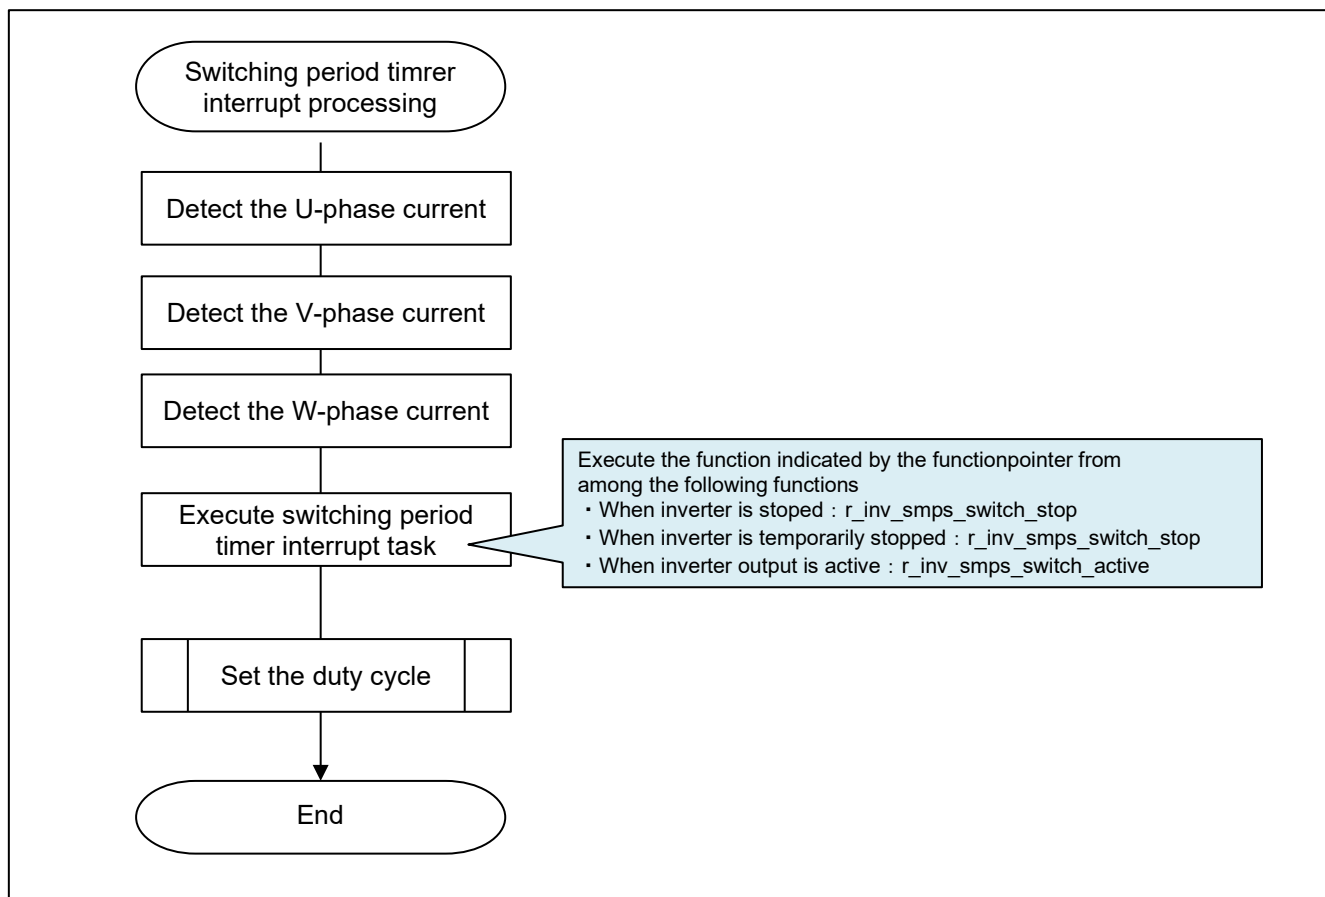 Switching period timrer
interrupt processing
Detect the U-phase current
Detect the V-phase current
Detect the W-phase current
Execute switching period
timer interrupt task
Execute the function indicated by the functionpointer from
among the following functions
・When inverter is stoped：r_inv_smps_switch_stop
・When inverter is temporarily stopped：r_inv_smps_switch_stop
・When inverter output is active：r_inv_smps_switch_active
Set the duty cycle
End